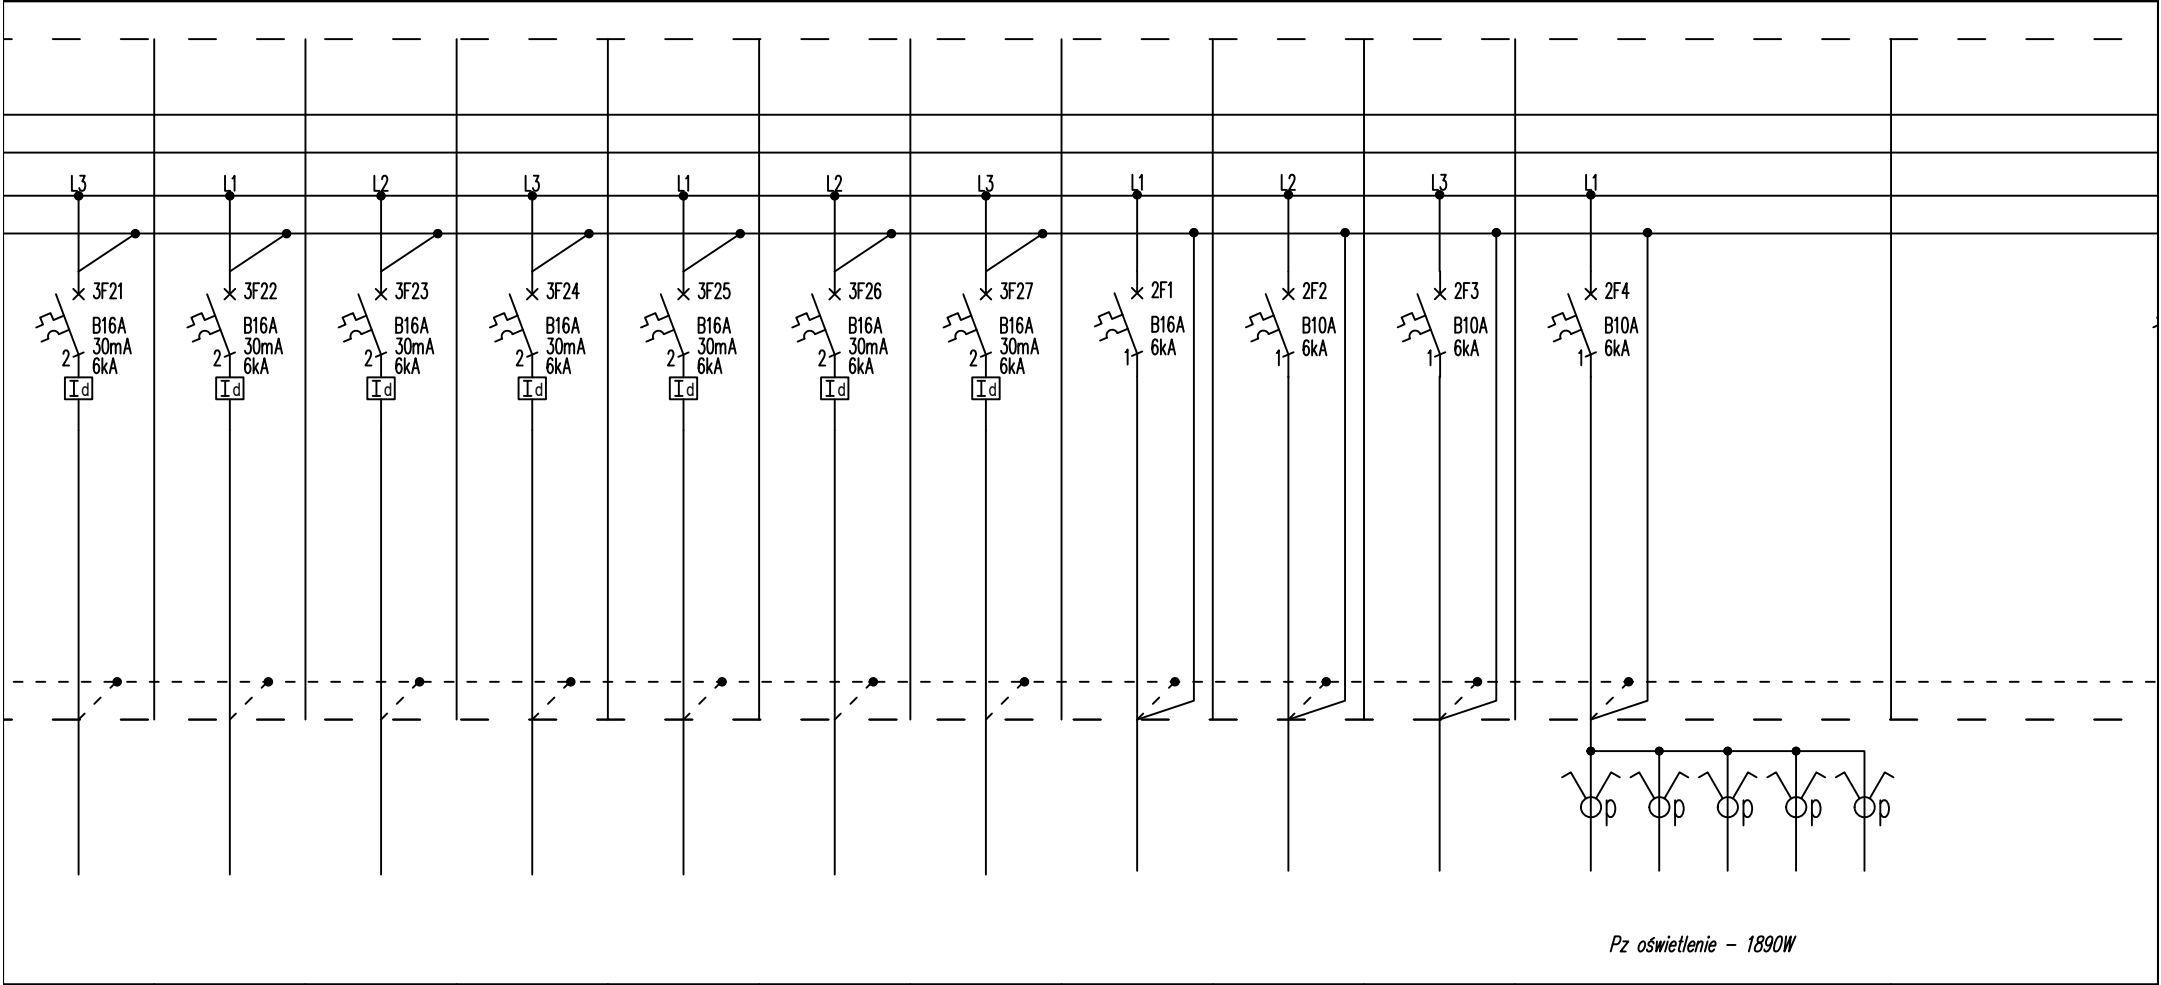 L3
L1
L2
L3
L1
L2
L3
L1
L2
L3
L1
3F21
B16A
30mA
6kA
2
Id
3F22
B16A
30mA
6kA
2
Id
3F23
B16A
30mA
6kA
2
Id
3F24
B16A
30mA
6kA
2
Id
3F25
B16A
30mA
6kA
2
Id
3F26
B16A
30mA
6kA
2
Id
3F27
B16A
30mA
6kA
2
Id
2F1
B16A
6kA
1
2F2
B10A
6kA
1
2F3
B10A
6kA
1
2F4
B10A
6kA
1
p p p p p
Pz oświetlenie – 1890W